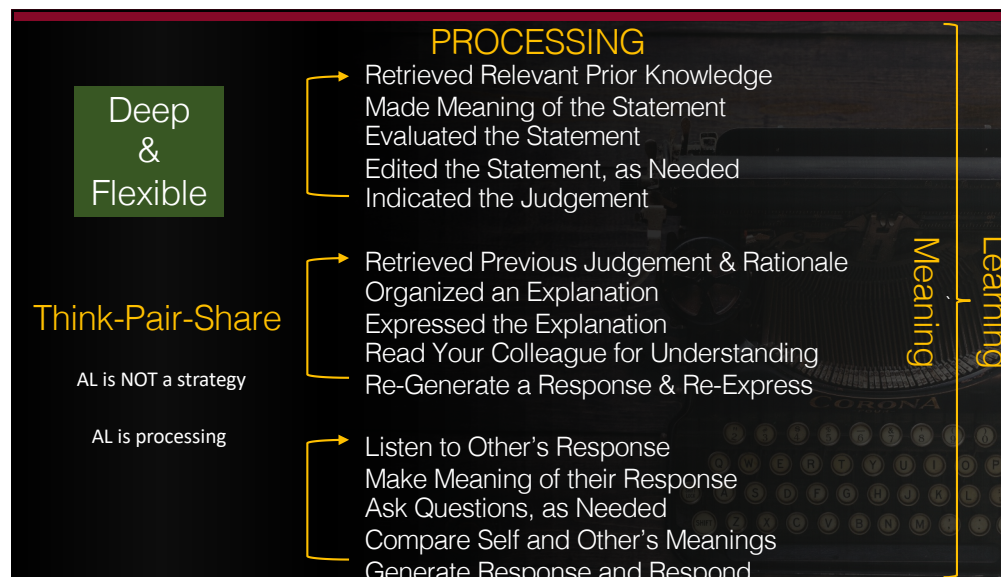 PROCESSING
Deep
&
Flexible
Retrieved Relevant Prior Knowledge
Made Meaning of the Statement
Evaluated the Statement
Edited the Statement, as Needed
Indicated the Judgement
Think-Pair-Share
AL is NOT a strategy
AL is processing
Retrieved Previous Judgement & Rationale
Organized an Explanation
Expressed the Explanation
Read Your Colleague for Understanding
Re-Generate a Response & Re-Express
Listen to Other's Response
Make Meaning of their Response
Ask Questions, as Needed
Compare Self and Other's Meanings
Generate Response and Respond
Meaning
Learning
CORONA